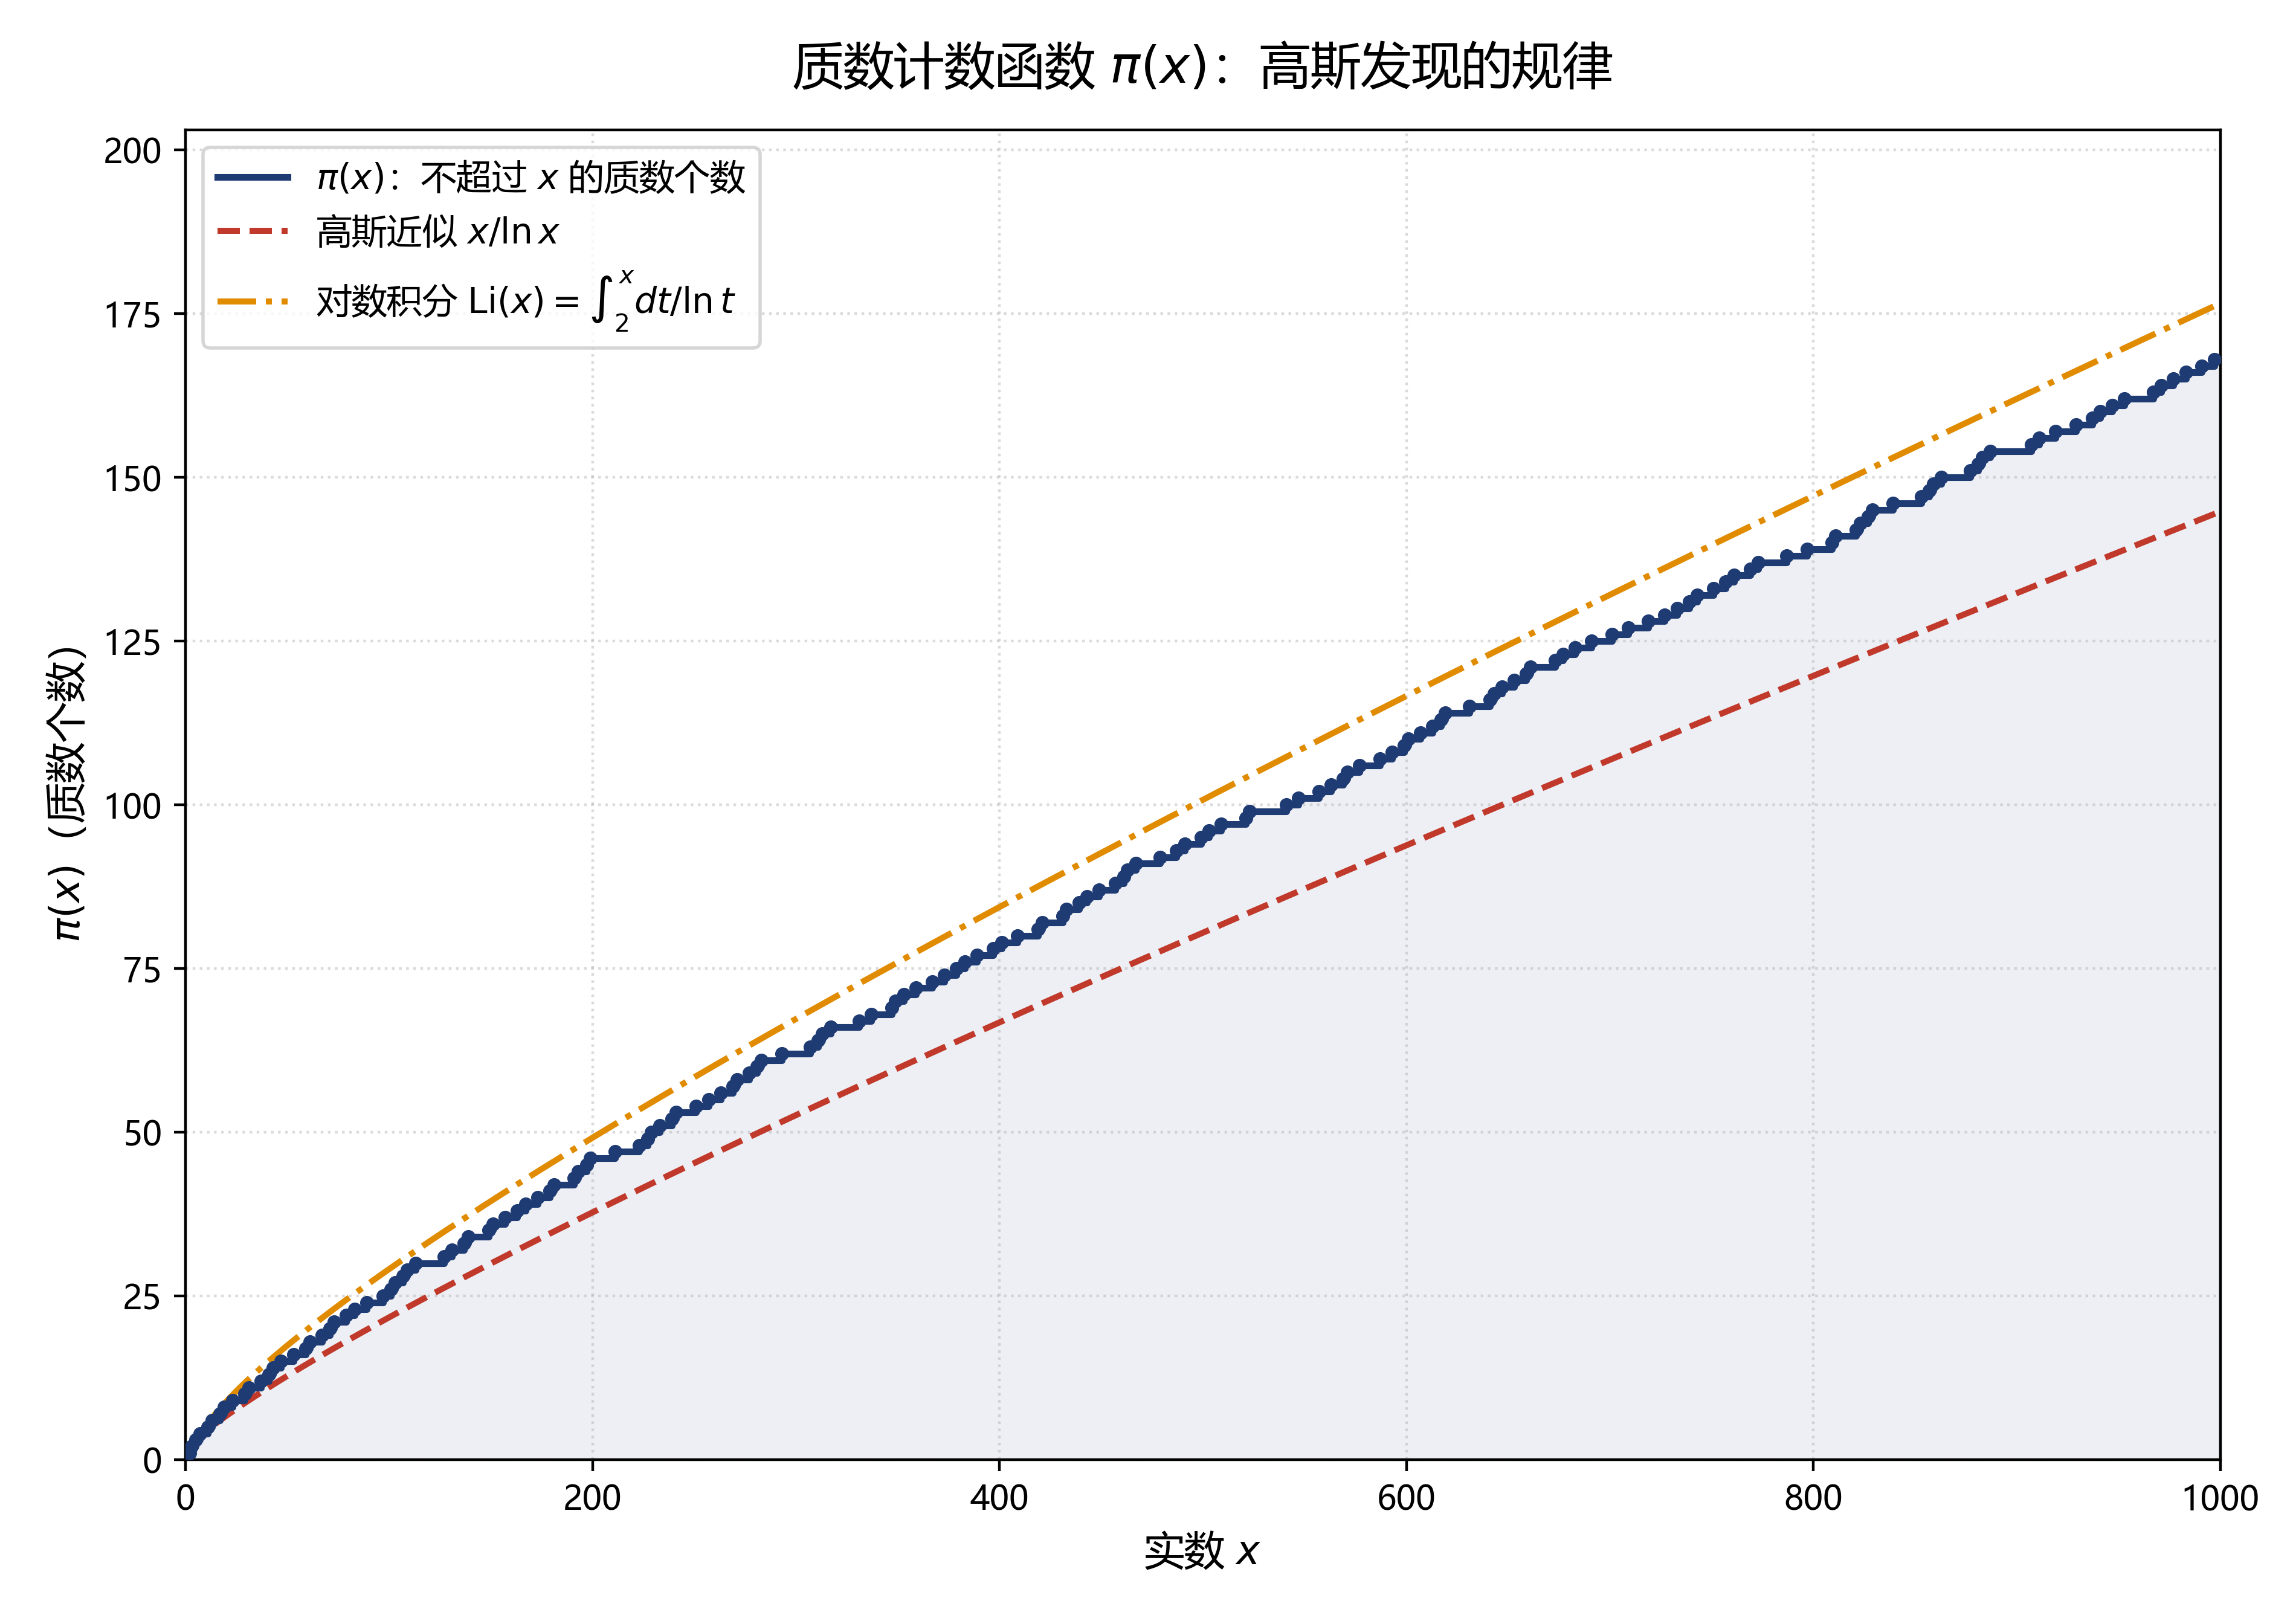 质数计数函数 π(x)：高斯发现的规律
π(x)：不超过 x 的质数个数
高斯近似 x/ln x
对数积分 Li(x) = ∫₂ˣ dt/ln t
π(x)（质数个数）
200
175
150
125
100
75
50
25
0
0 200 400 600 800 1000
实数 x